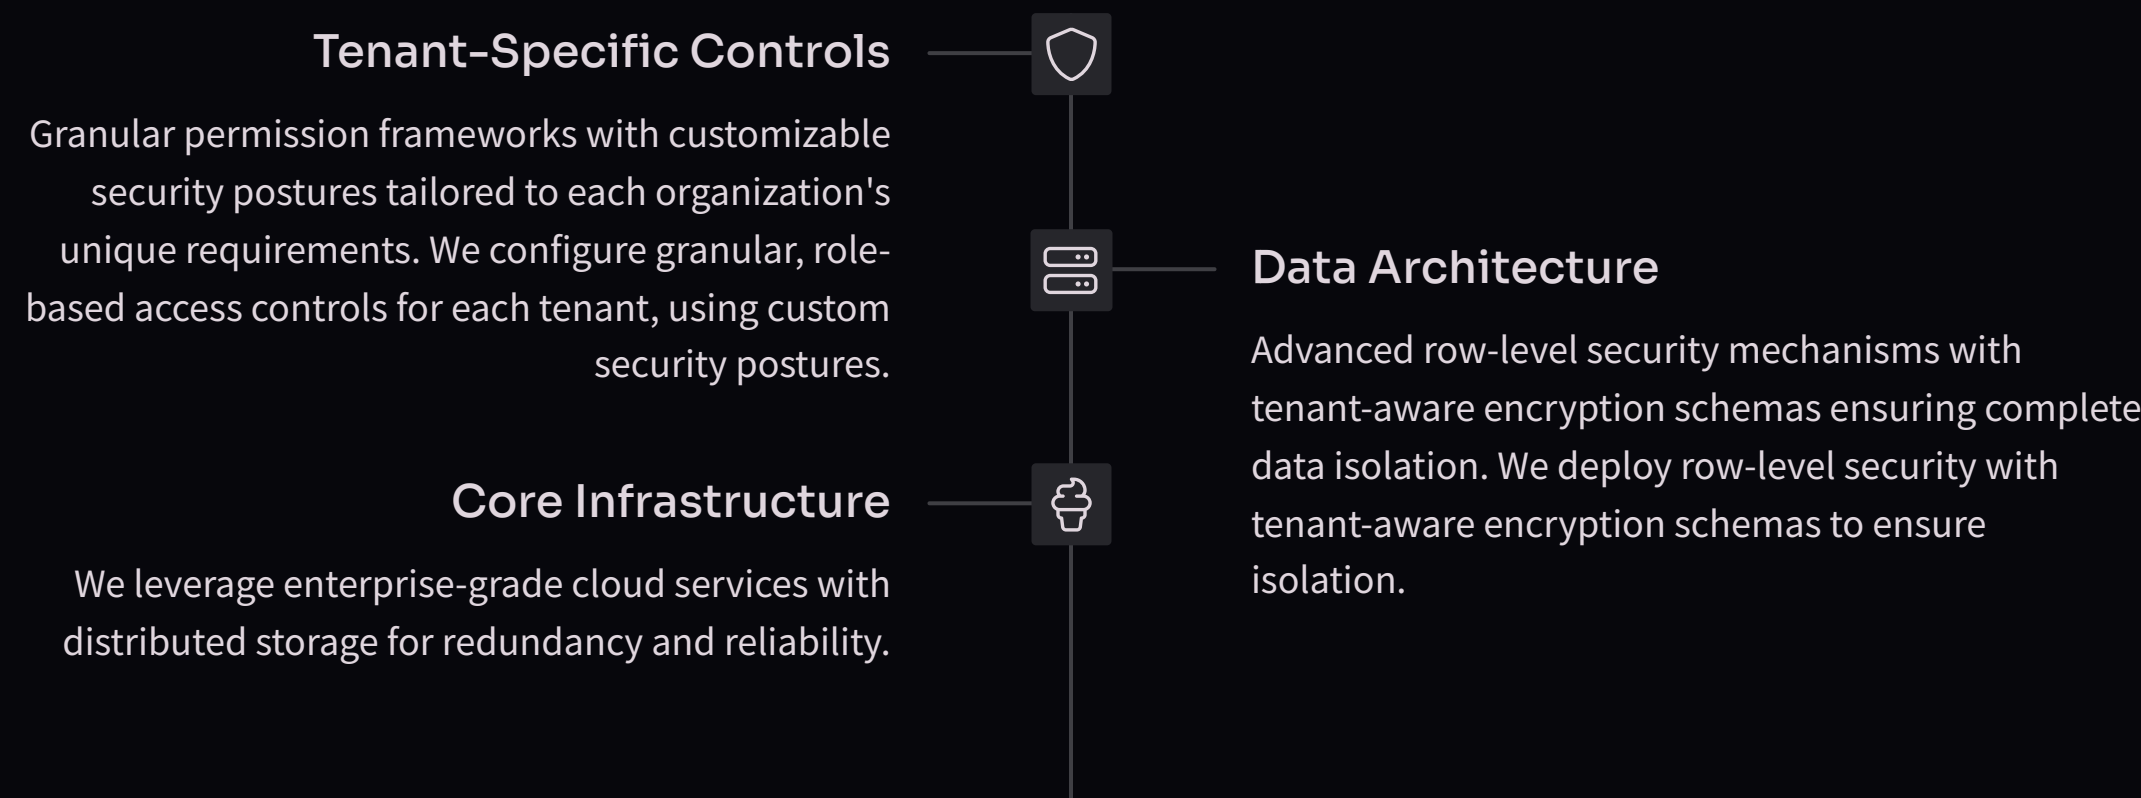 Tenant-Specific Controls
Granular permission frameworks with customizable
security postures tailored to each organization's
unique requirements. We configure granular, role-
based access controls for each tenant, using custom
security postures.
Data Architecture
Advanced row-level security mechanisms with
tenant-aware encryption schemas ensuring complete
data isolation. We deploy row-level security with
tenant-aware encryption schemas to ensure
isolation.
Core Infrastructure
We leverage enterprise-grade cloud services with
distributed storage for redundancy and reliability.